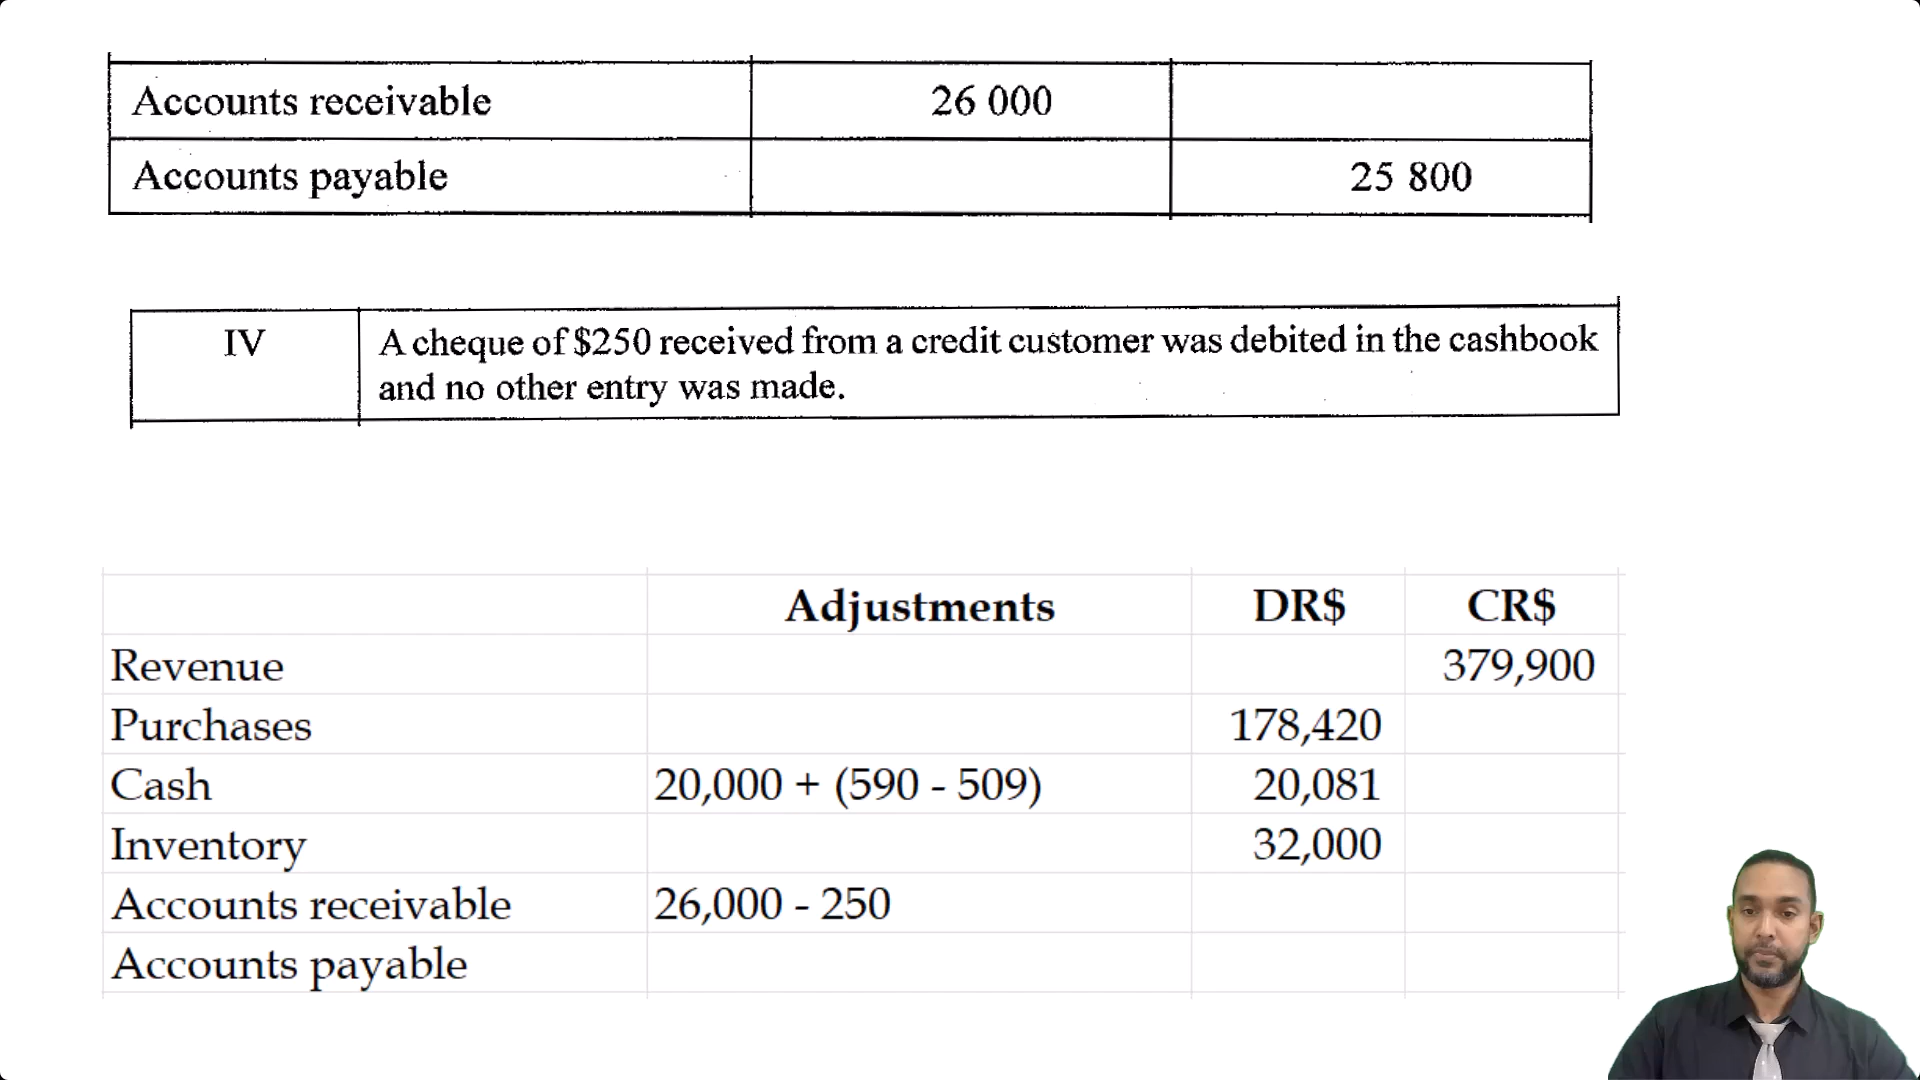 Accounts receivable 26 000
Accounts payable 25 800
IV A cheque of $250 received from a credit customer was debited in the cashbook
and no other entry was made.
Adjustments DR$ CR$
Revenue 379,900
Purchases 178,420
Cash 20,000 + (590 - 509) 20,081
Inventory 32,000
Accounts receivable 26,000 - 250
Accounts payable